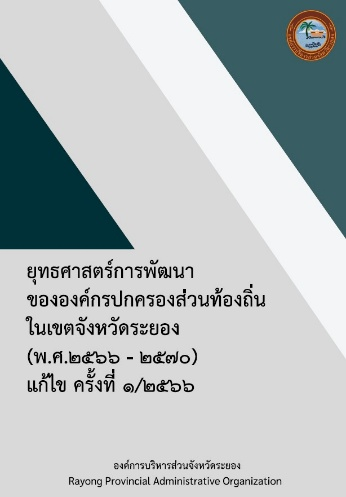 ยุทธศาสตร์การพัฒนา
ขององค์กรปกครองส่วนท้องถิ่น
ในเขตจังหวัดระยอง
(พ.ศ.๒๕๖๖ - ๒๕๗๐)
แก้ไข ครั้งที่ ๑/๒๕๖๖
องค์การบริหารส่วนจังหวัดระยอง
Rayong Provincial Administrative Organization